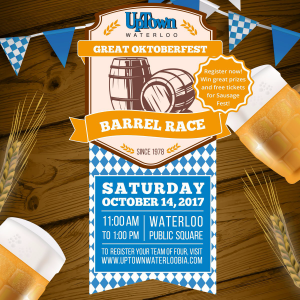 UpTown
WATERLOO
GREAT OKTOBERFEST
Register now
Win great prizes
and free tickets
for Sausage
Fest!
BARREL RACE
SINCE 1978
SATURDAY
OCTOBER 14, 2017
11:00 AM
TO 1:00 PM
WATERLOO
PUBLIC SQUARE
TO REGISTER YOUR TEAM OF FOUR, VISIT
WWW.UPTOWNWATERLOOBIA.COM